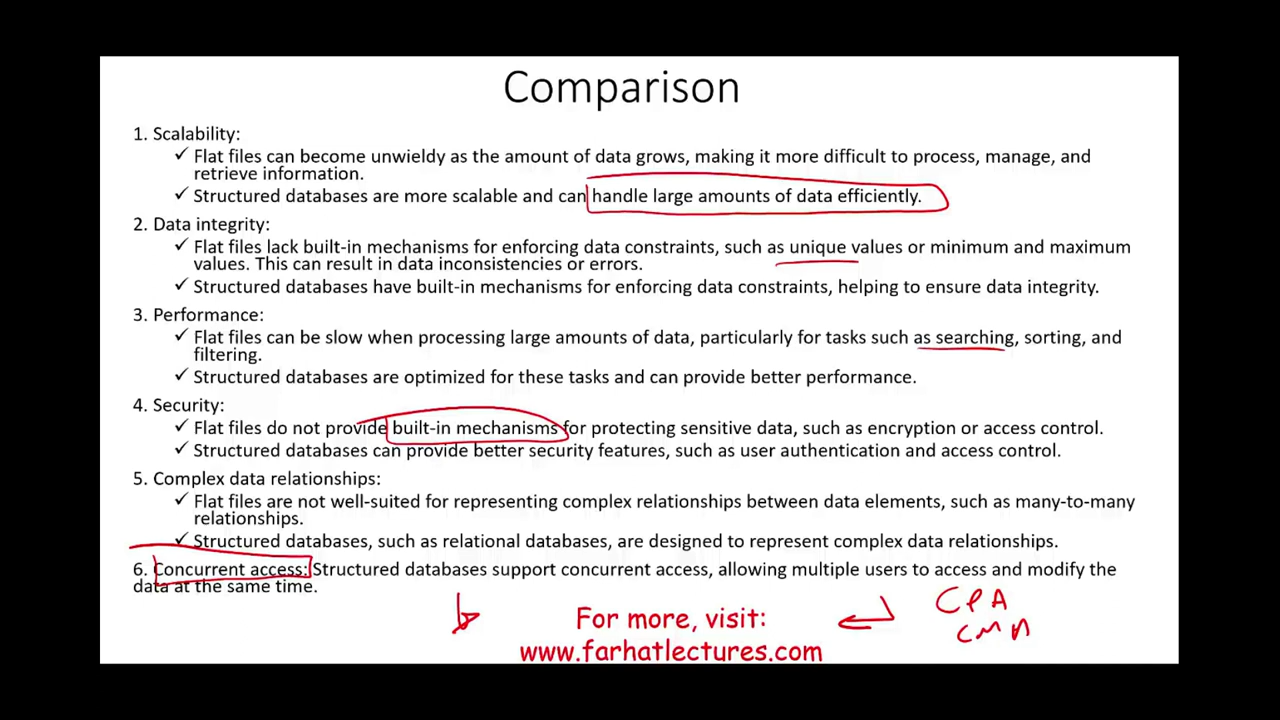 Comparison
1. Scalability:
✓ Flat files can become unwieldy as the amount of data grows, making it more difficult to process, manage, and
retrieve information.
✓ Structured databases are more scalable and can handle large amounts of data efficiently.
2. Data integrity:
✓ Flat files lack built-in mechanisms for enforcing data constraints, such as unique values or minimum and maximum
values. This can result in data inconsistencies or errors.
✓ Structured databases have built-in mechanisms for enforcing data constraints, helping to ensure data integrity.
3. Performance:
✓ Flat files can be slow when processing large amounts of data, particularly for tasks such as searching, sorting, and
filtering.
✓ Structured databases are optimized for these tasks and can provide better performance.
4. Security:
✓ Flat files do not provide built-in mechanisms for protecting sensitive data, such as encryption or access control.
✓ Structured databases can provide better security features, such as user authentication and access control.
5. Complex data relationships:
✓ Flat files are not well-suited for representing complex relationships between data elements, such as many-to-many
relationships.
✓ Structured databases, such as relational databases, are designed to represent complex data relationships.
6. Concurrent access: Structured databases support concurrent access, allowing multiple users to access and modify the
data at the same time.
For more, visit:
www.farhatlectures.com
CPA
CMA